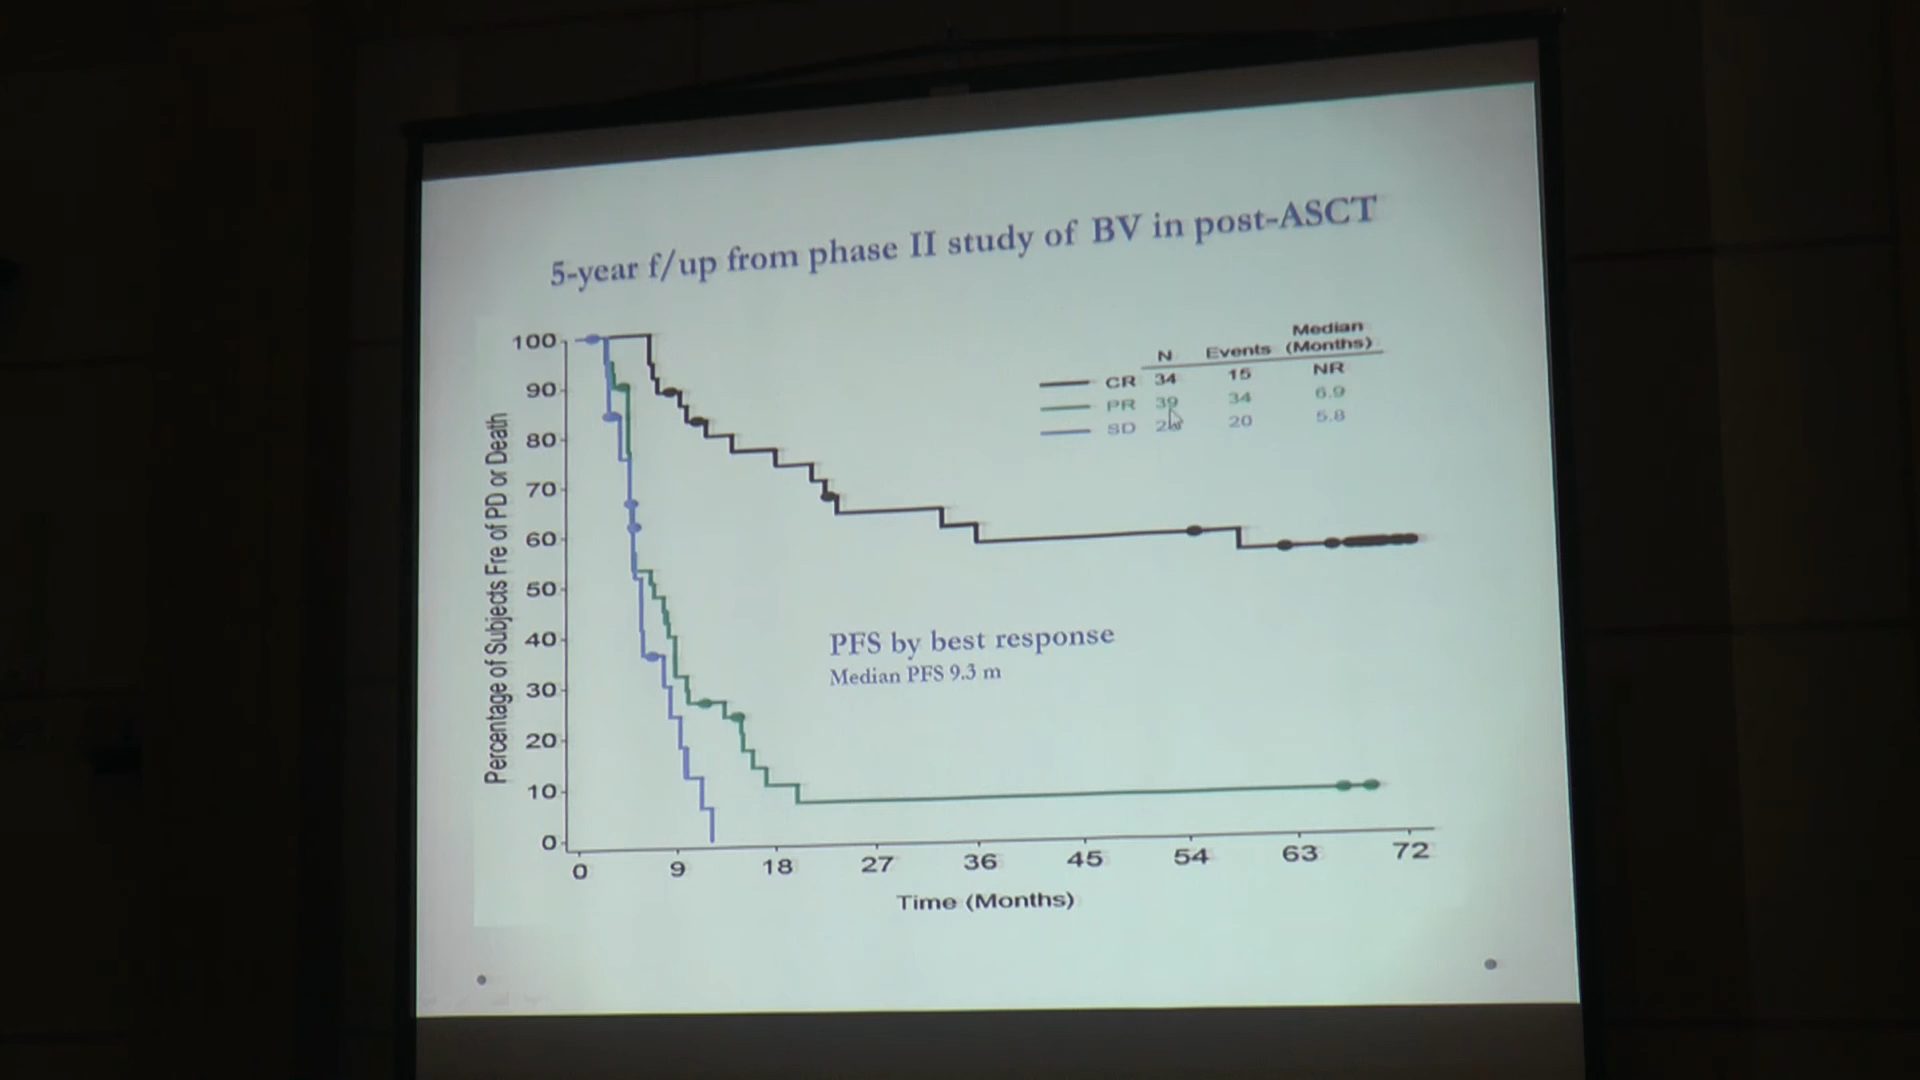 5-year f/up from phase II study of BV in post-ASCT
Median
N Events (Months)
CR 34 15 NR
PR 39 34 6.9
SD 20 5.8
Percentage of Subjects Fre of PD or Death
100
90
80
70
60
50
40
30
20
10
0
PFS by best response
Median PFS 9.3 m
0 9 18 27 36 45 54 63 72
Time (Months)